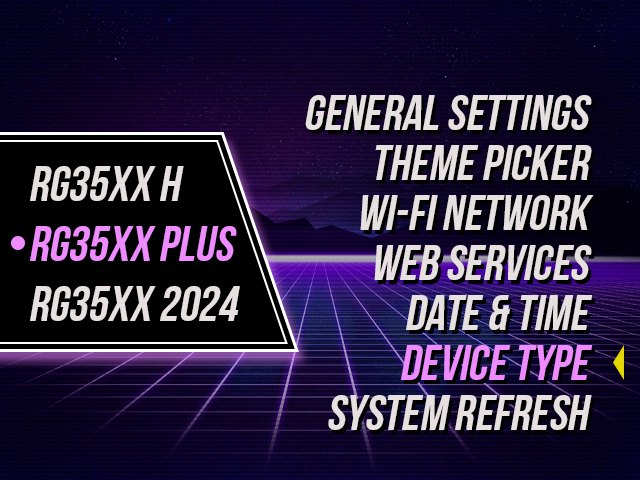 RG35XX H
RG35XX PLUS
RG35XX 2024
GENERAL SETTINGS
THEME PICKER
WI-FI NETWORK
WEB SERVICES
DATE & TIME
DEVICE TYPE
SYSTEM REFRESH